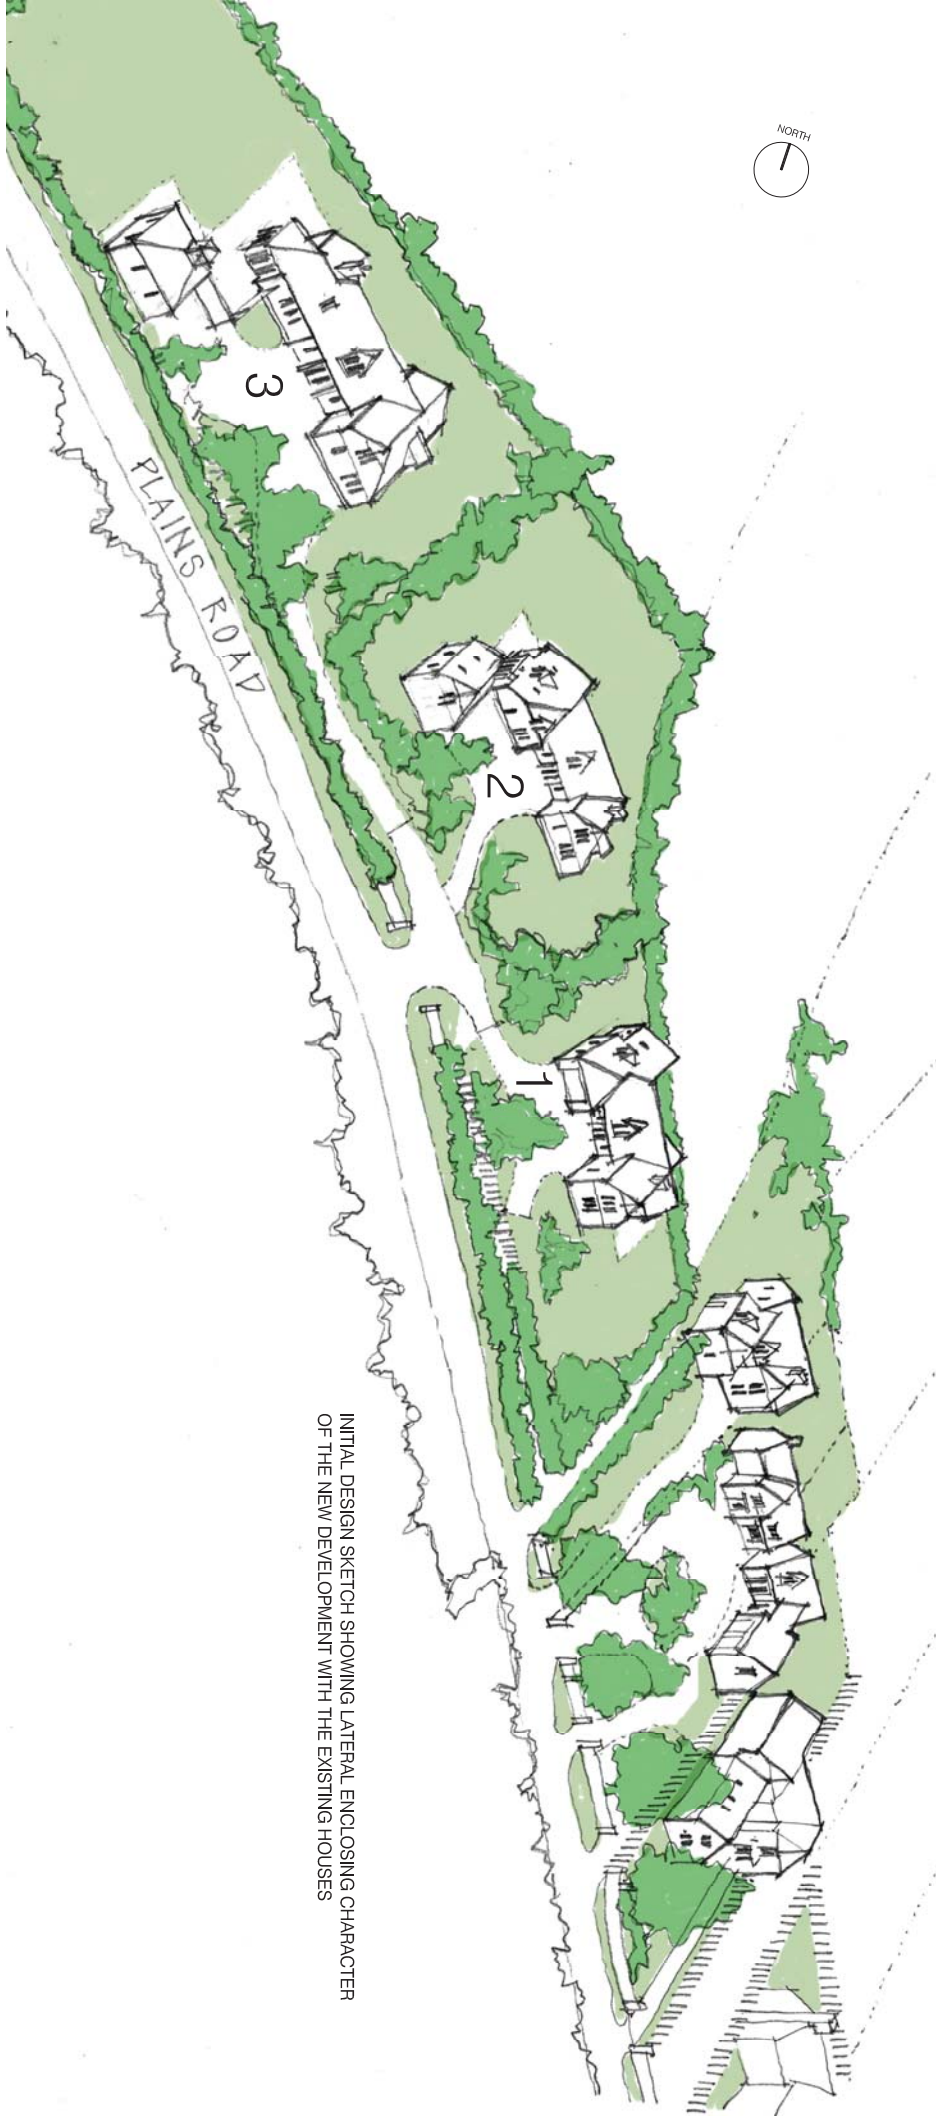 NORTH
3
PLAINS ROAD
2
1
INITIAL DESIGN SKETCH SHOWING LATERAL ENCLOSING CHARACTER
OF THE NEW DEVELOPMENT WITH THE EXISTING HOUSES